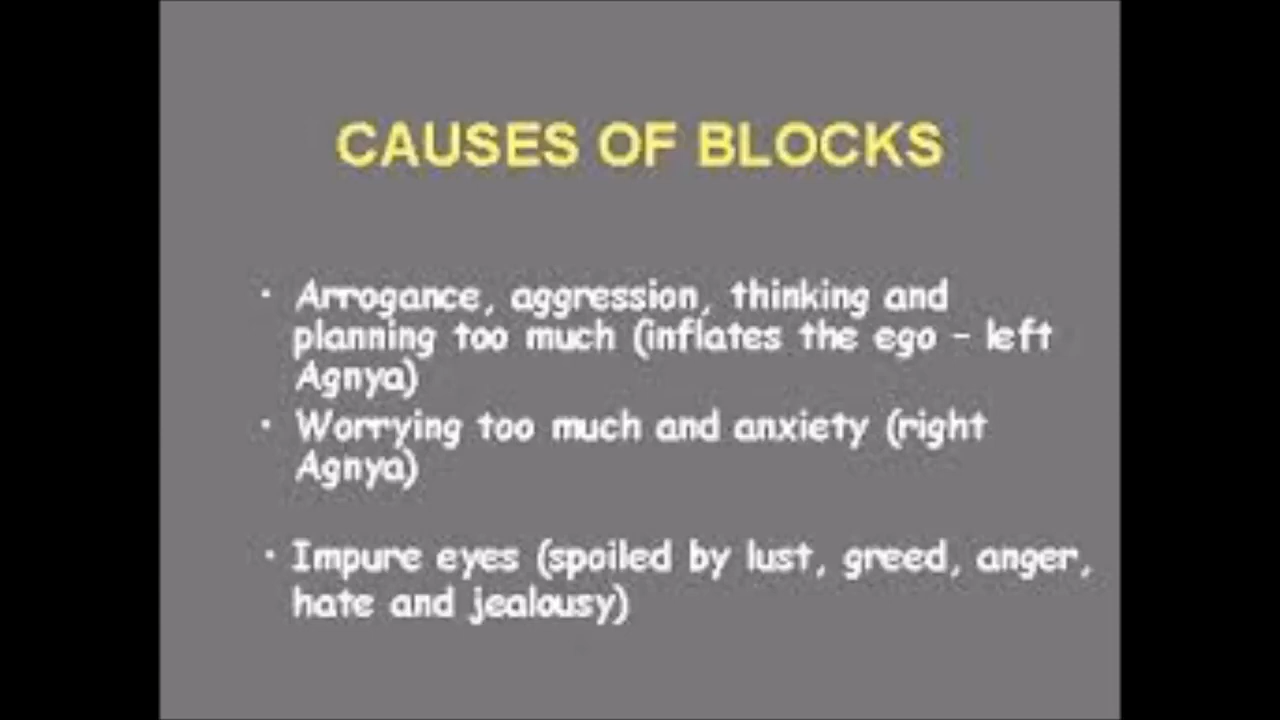 CAUSES OF BLOCKS
• Arrogance, aggression, thinking and
planning too much (inflates the ego – left
Agnya)
• Worrying too much and anxiety (right
Agnya)
• Impure eyes (spoiled by lust, greed, anger,
hate and jealousy)